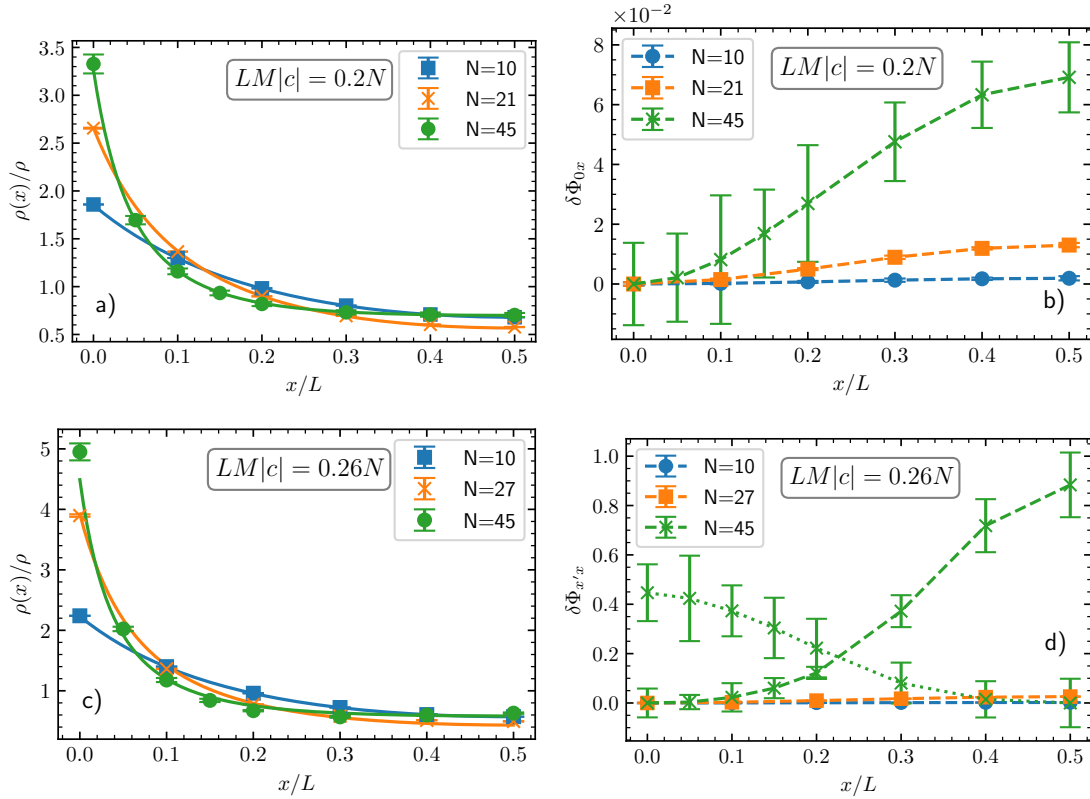 3.5
3.0
2.5
2.0
1.5
1.0
0.5
ρ(x)/ρ
LM|c| = 0.2N
N=10
N=21
N=45
a)
0.0 0.1 0.2 0.3 0.4 0.5
x/L
×10⁻²
8
6
4
2
0
δΦ₀ₓ
N=10
N=21
N=45
LM|c| = 0.2N
b)
0.0 0.1 0.2 0.3 0.4 0.5
x/L
5
4
3
2
1
ρ(x)/ρ
LM|c| = 0.26N
N=10
N=27
N=45
c)
0.0 0.1 0.2 0.3 0.4 0.5
x/L
1.0
0.8
0.6
0.4
0.2
0.0
δΦₓ′ₓ
N=10
N=27
N=45
LM|c| = 0.26N
d)
0.0 0.1 0.2 0.3 0.4 0.5
x/L